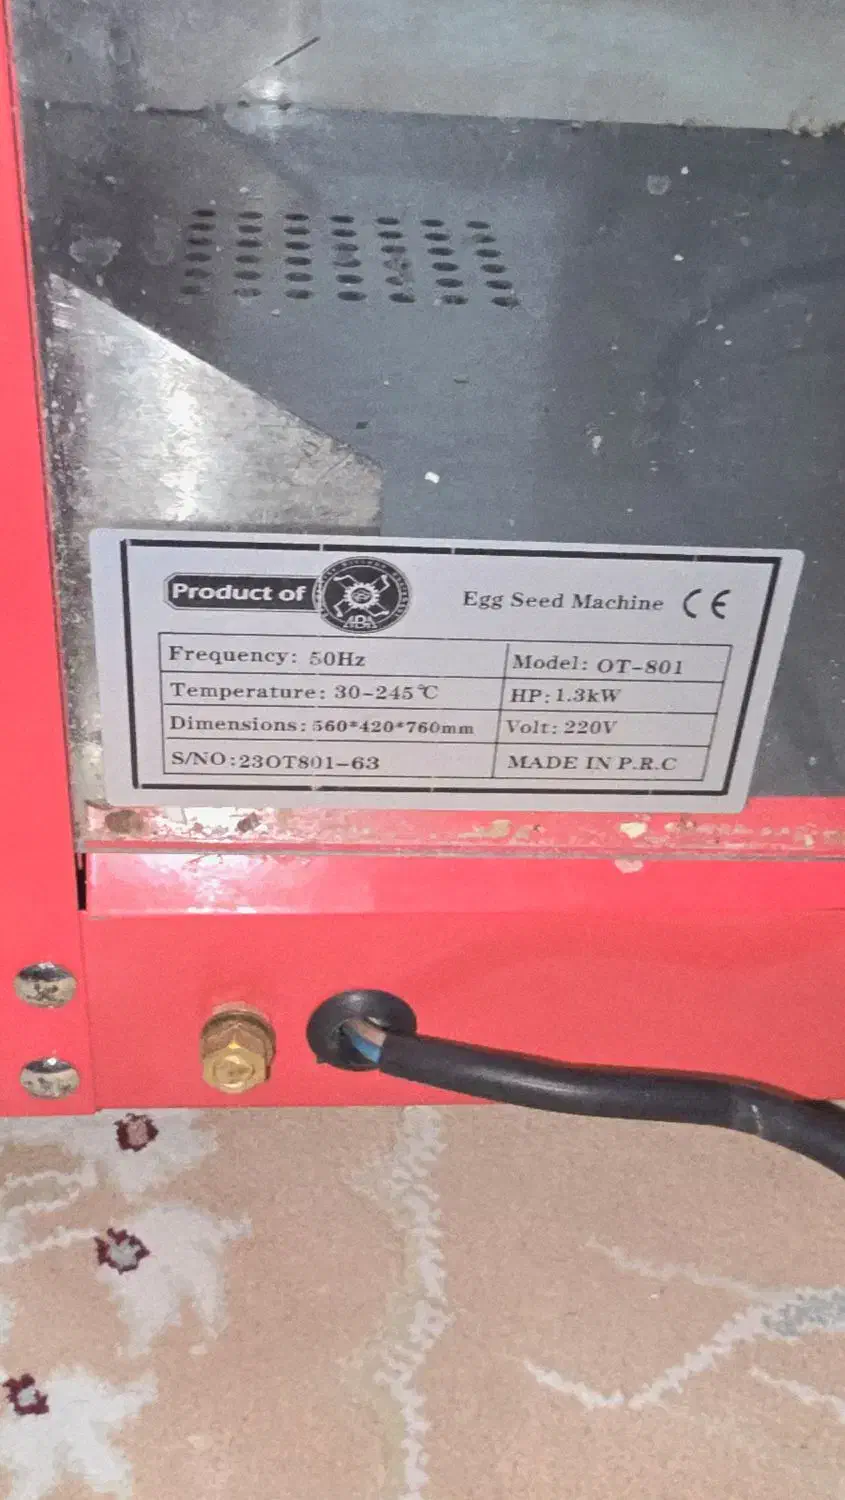 Product of
ABA
Egg Seed Machine CE
Frequency: 50Hz
Model: OT-801
Temperature: 30-245℃
HP: 1.3kW
Dimensions: 560*420*760mm
Volt: 220V
S/NO:23OT801-63
MADE IN P.R.C